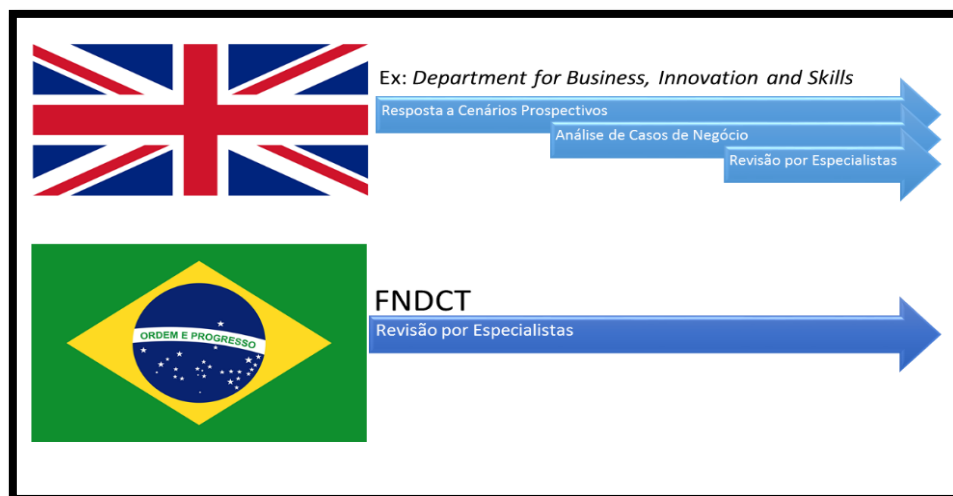 Ex: Department for Business, Innovation and Skills
Resposta a Cenários Prospectivos
Análise de Casos de Negócio
Revisão por Especialistas
FNDCT
Revisão por Especialistas
ORDEM E PROGRESSO